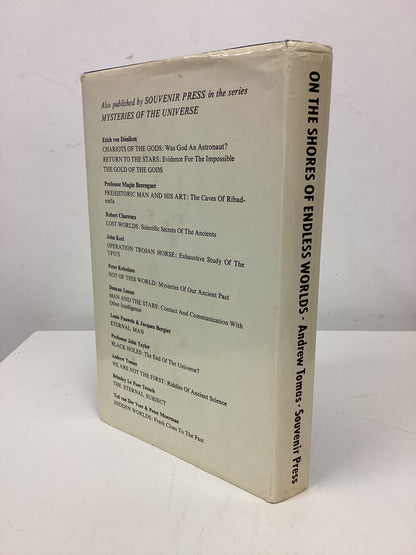 Also published by SOUVENIR PRESS in the series
MYSTERIES OF THE UNIVERSE
Erich von Däniken
CHARIOTS OF THE GODS: Was God An Astronaut?
RETURN TO THE STARS: Evidence For The Impossible
THE GOLD OF THE GODS
Professor Magin Berenguer
PREHISTORIC MAN AND HIS ART: The Caves Of Ribad-
esella
Robert Charroux
LOST WORLDS: Scientific Secrets Of The Ancients
John Keel
OPERATION TROJAN HORSE: Exhaustive Study Of The
UFO'S
Peter Kolosimo
NOT OF THIS WORLD: Mysteries Of Our Ancient Past
Duncan Lunan
MAN AND THE STARS: Contact And Communication With
Other Intelligence
Louis Pauwels & Jacques Bergier
ETERNAL MAN
Professor John Taylor
BLACK HOLES: The End Of The Universe?
Andrew Tomas
WE ARE NOT THE FIRST: Riddles Of Ancient Science
Brinsley Le Poer Trench
THE ETERNAL SUBJECT
Ted van Der Veer & Peter Moerman
HIDDEN WORLDS: Fresh Clues To The Past
ON THE SHORES OF ENDLESS WORLDS · Andrew Tomas · Souvenir Press